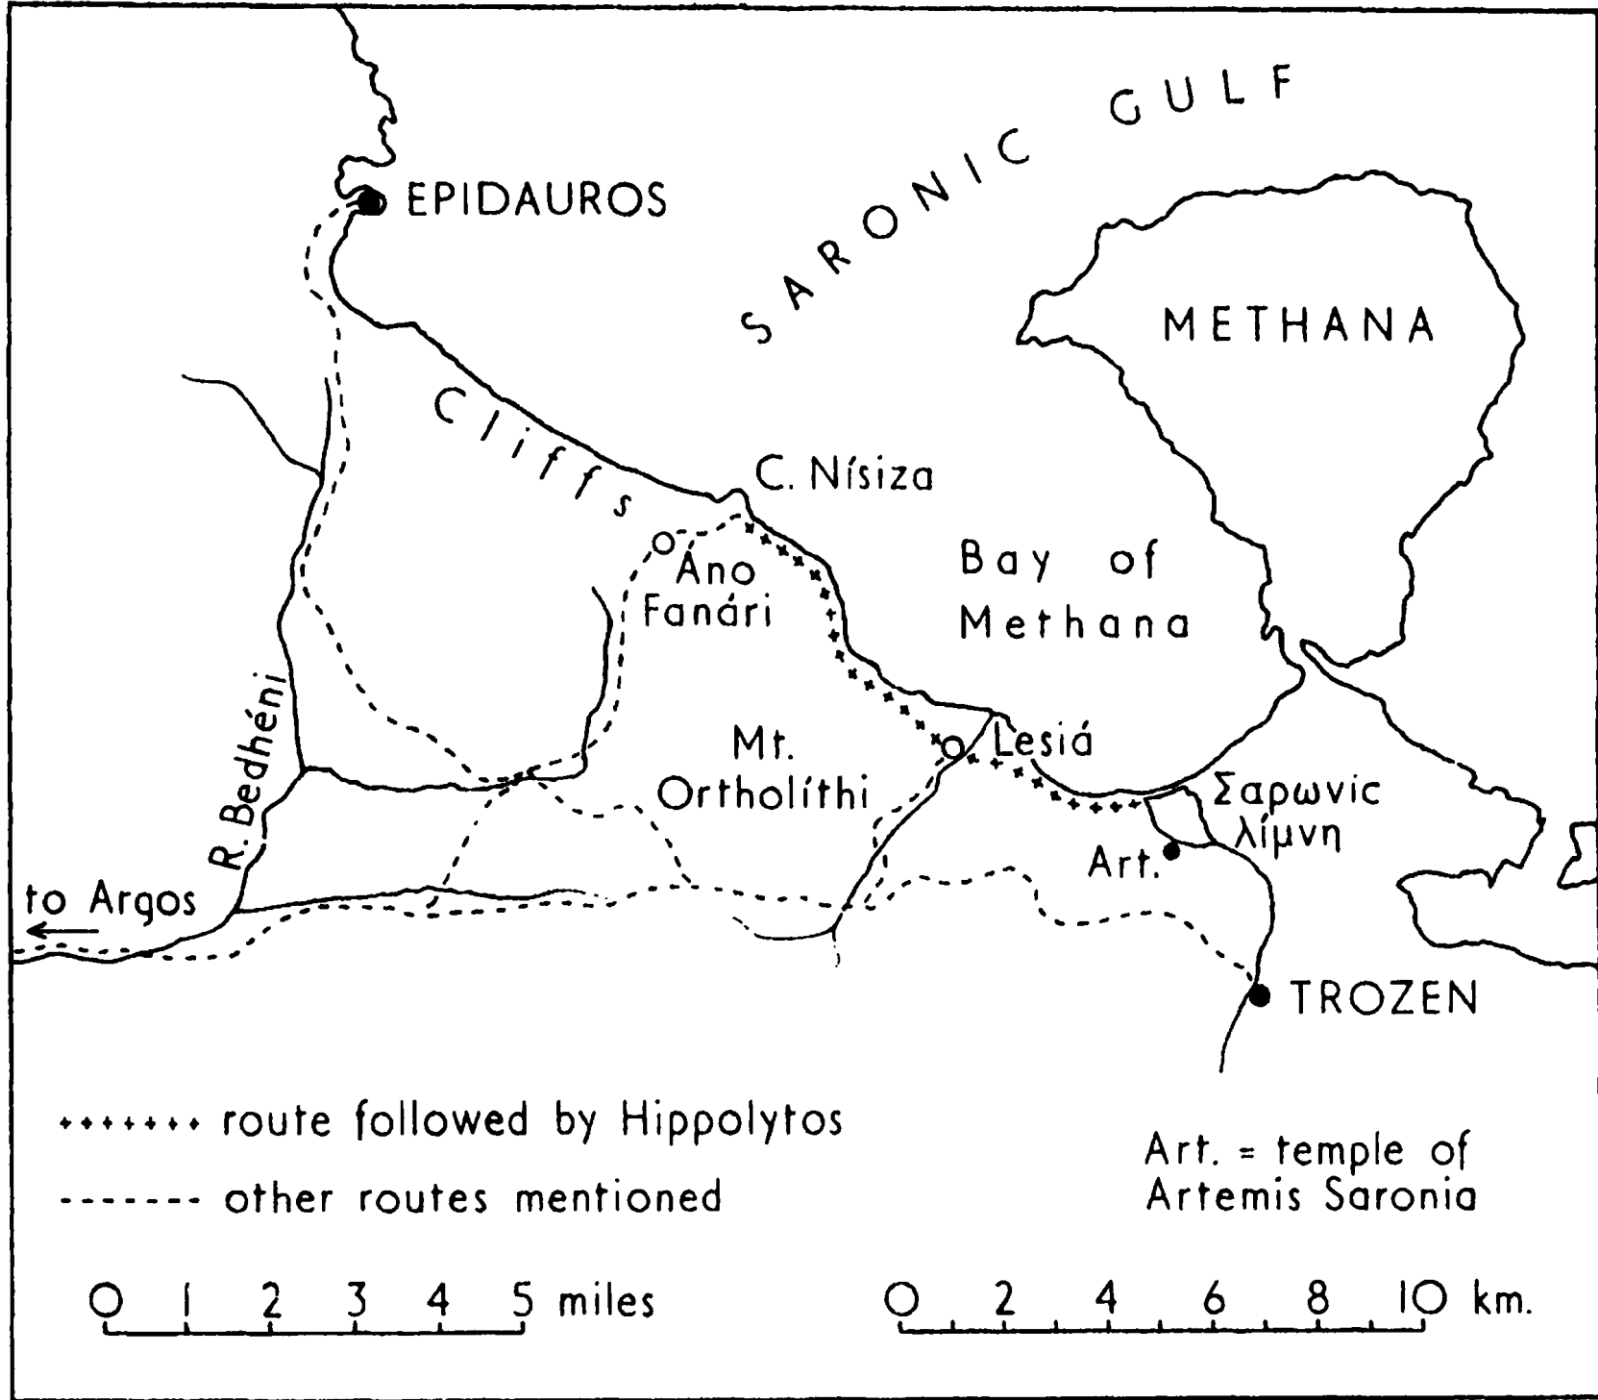 SARONIC GULF
EPIDAUROS
METHANA
Cliffs
C. Nísiza
Áno
Fanári
Bay of
Methana
R. Bedhéni
Mt.
Ortholíthi
Lesiá
Σαρωνιϲ
λίμνη
Art.
to Argos
TROZEN
route followed by Hippolytos
other routes mentioned
Art. = temple of
Artemis Saronia
0 1 2 3 4 5 miles
0 2 4 6 8 10 km.